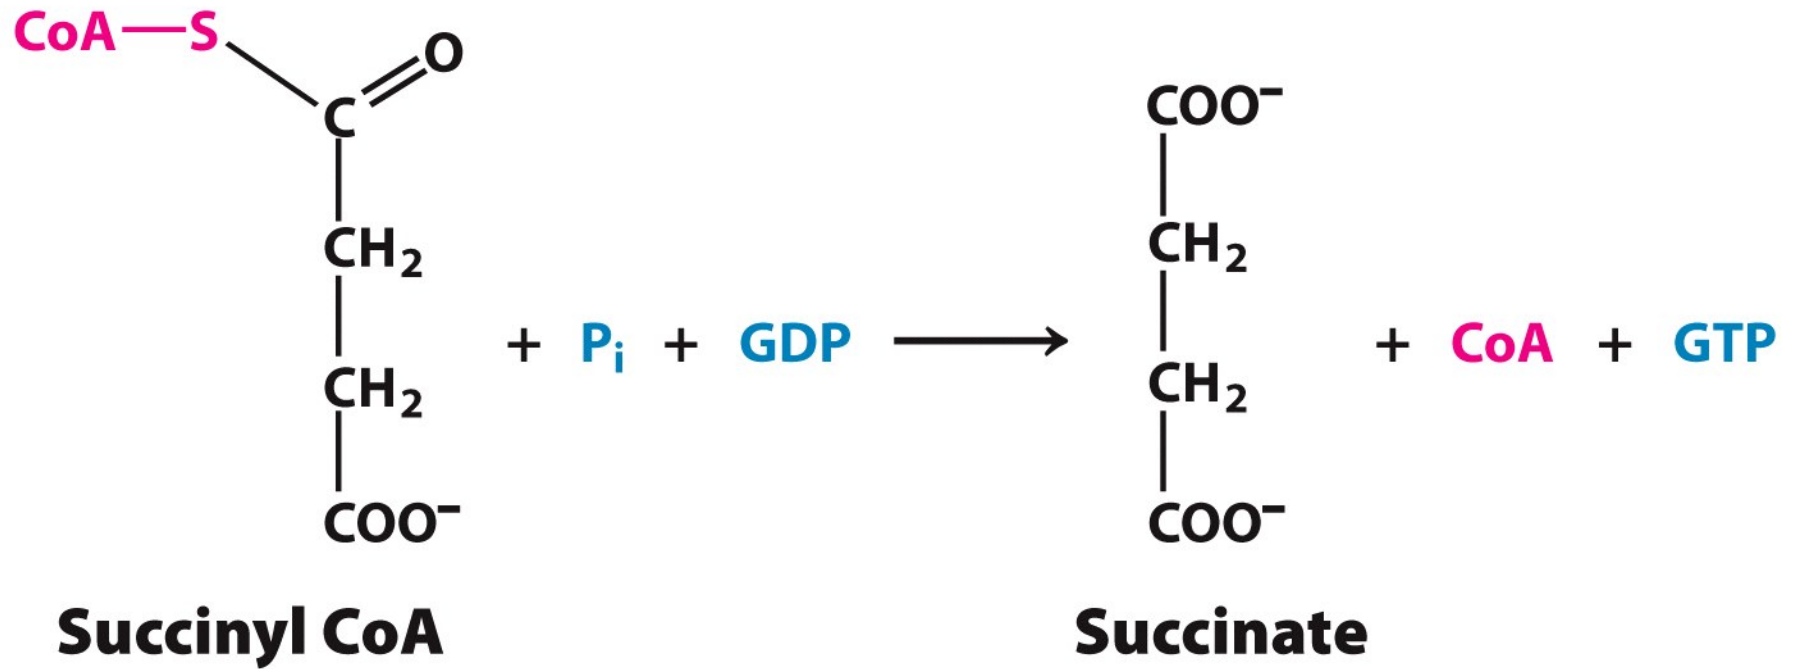 CoA—S
O
C
COO⁻
CH₂
CH₂
+ Pᵢ + GDP ⟶ + CoA + GTP
CH₂
CH₂
COO⁻
COO⁻
Succinyl CoA
Succinate